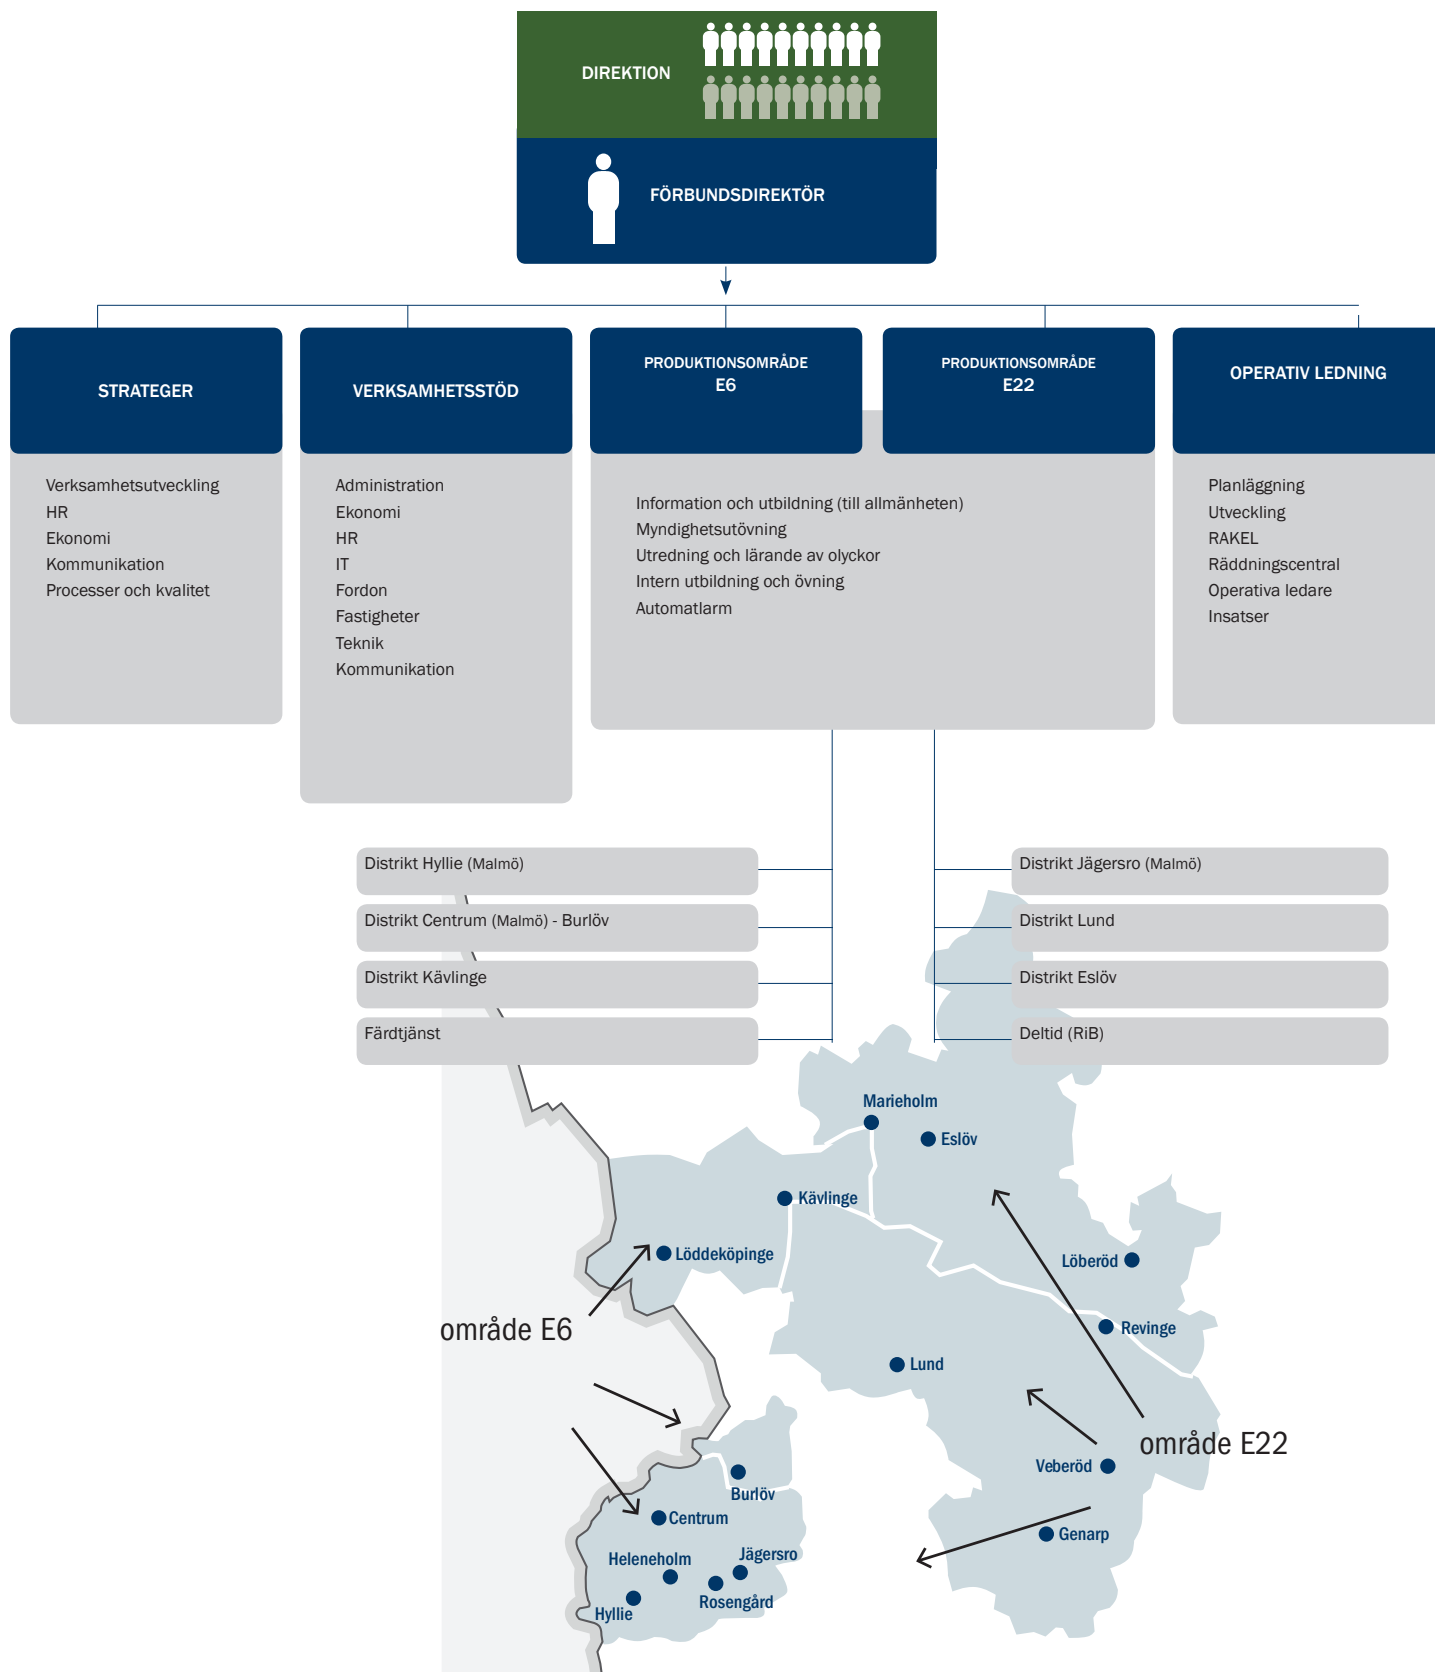 DIREKTION
FÖRBUNDSDIREKTÖR
STRATEGER
Verksamhetsutveckling
HR
Ekonomi
Kommunikation
Processer och kvalitet
VERKSAMHETSSTÖD
Administration
Ekonomi
HR
IT
Fordon
Fastigheter
Teknik
Kommunikation
PRODUKTIONSOMRÅDE
E6
PRODUKTIONSOMRÅDE
E22
Information och utbildning (till allmänheten)
Myndighetsutövning
Utredning och lärande av olyckor
Intern utbildning och övning
Automatlarm
OPERATIV LEDNING
Planläggning
Utveckling
RAKEL
Räddningscentral
Operativa ledare
Insatser
Distrikt Hyllie (Malmö)
Distrikt Centrum (Malmö) - Burlöv
Distrikt Kävlinge
Färdtjänst
Distrikt Jägersro (Malmö)
Distrikt Lund
Distrikt Eslöv
Deltid (RiB)
Marieholm
Eslöv
Kävlinge
Löddeköpinge
Löberöd
område E6
Revinge
Lund
område E22
Veberöd
Burlöv
Centrum
Genarp
Jägersro
Heleneholm
Rosengård
Hyllie